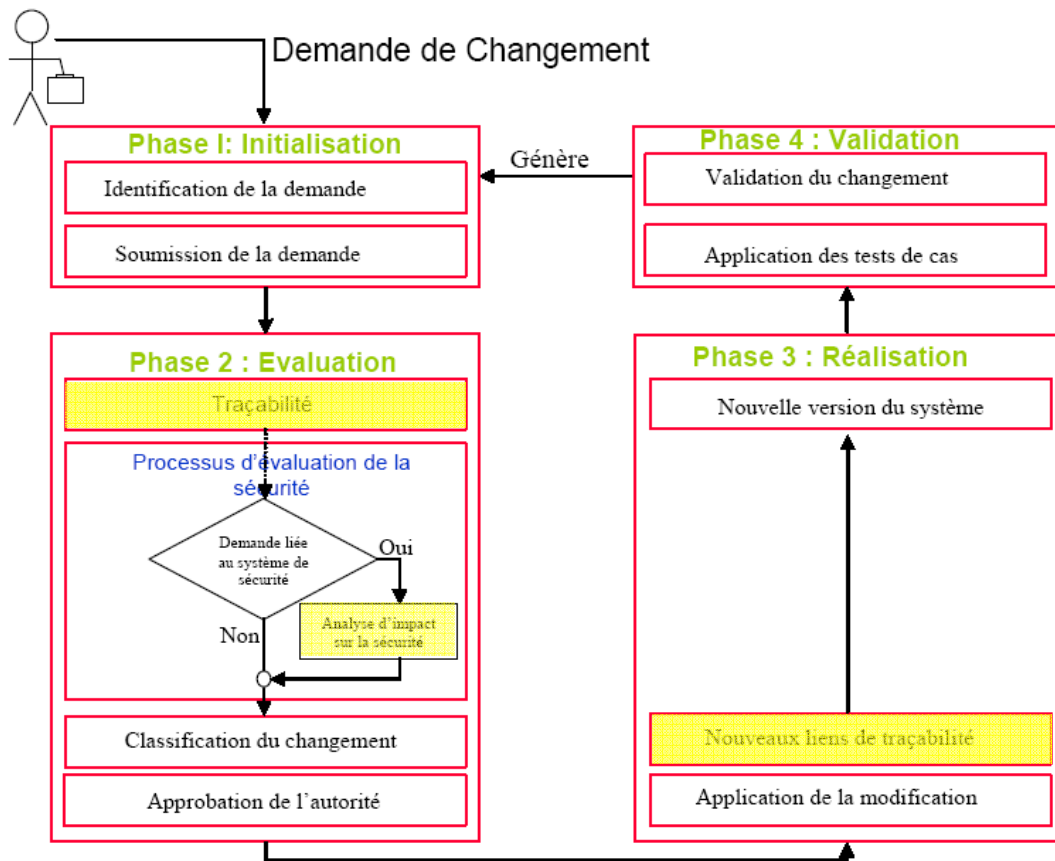 Demande de Changement
Phase I: Initialisation
Identification de la demande
Soumission de la demande
Génère
Phase 4 : Validation
Validation du changement
Application des tests de cas
Phase 2 : Evaluation
Traçabilité
Processus d'évaluation de la
sécurité
Demande liée
au système de
sécurité
Oui
Non
Analyse d'impact
sur la sécurité
Classification du changement
Approbation de l'autorité
Phase 3 : Réalisation
Nouvelle version du système
Nouveaux liens de traçabilité
Application de la modification